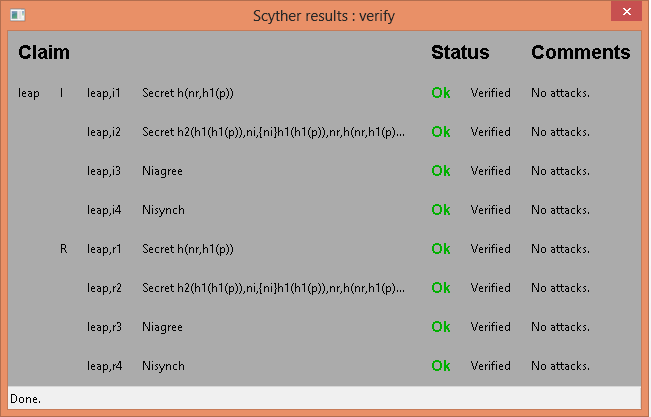 Scyther results : verify
Claim Status Comments
leap I leap,i1 Secret h(nr,h1(p)) Ok Verified No attacks.
leap,i2 Secret h2(h1(h1(p)),ni,{ni}h1(h1(p)),nr,h(nr,h1(p)... Ok Verified No attacks.
leap,i3 Niagree Ok Verified No attacks.
leap,i4 Nisynch Ok Verified No attacks.
R leap,r1 Secret h(nr,h1(p)) Ok Verified No attacks.
leap,r2 Secret h2(h1(h1(p)),ni,{ni}h1(h1(p)),nr,h(nr,h1(p)... Ok Verified No attacks.
leap,r3 Niagree Ok Verified No attacks.
leap,r4 Nisynch Ok Verified No attacks.
Done.